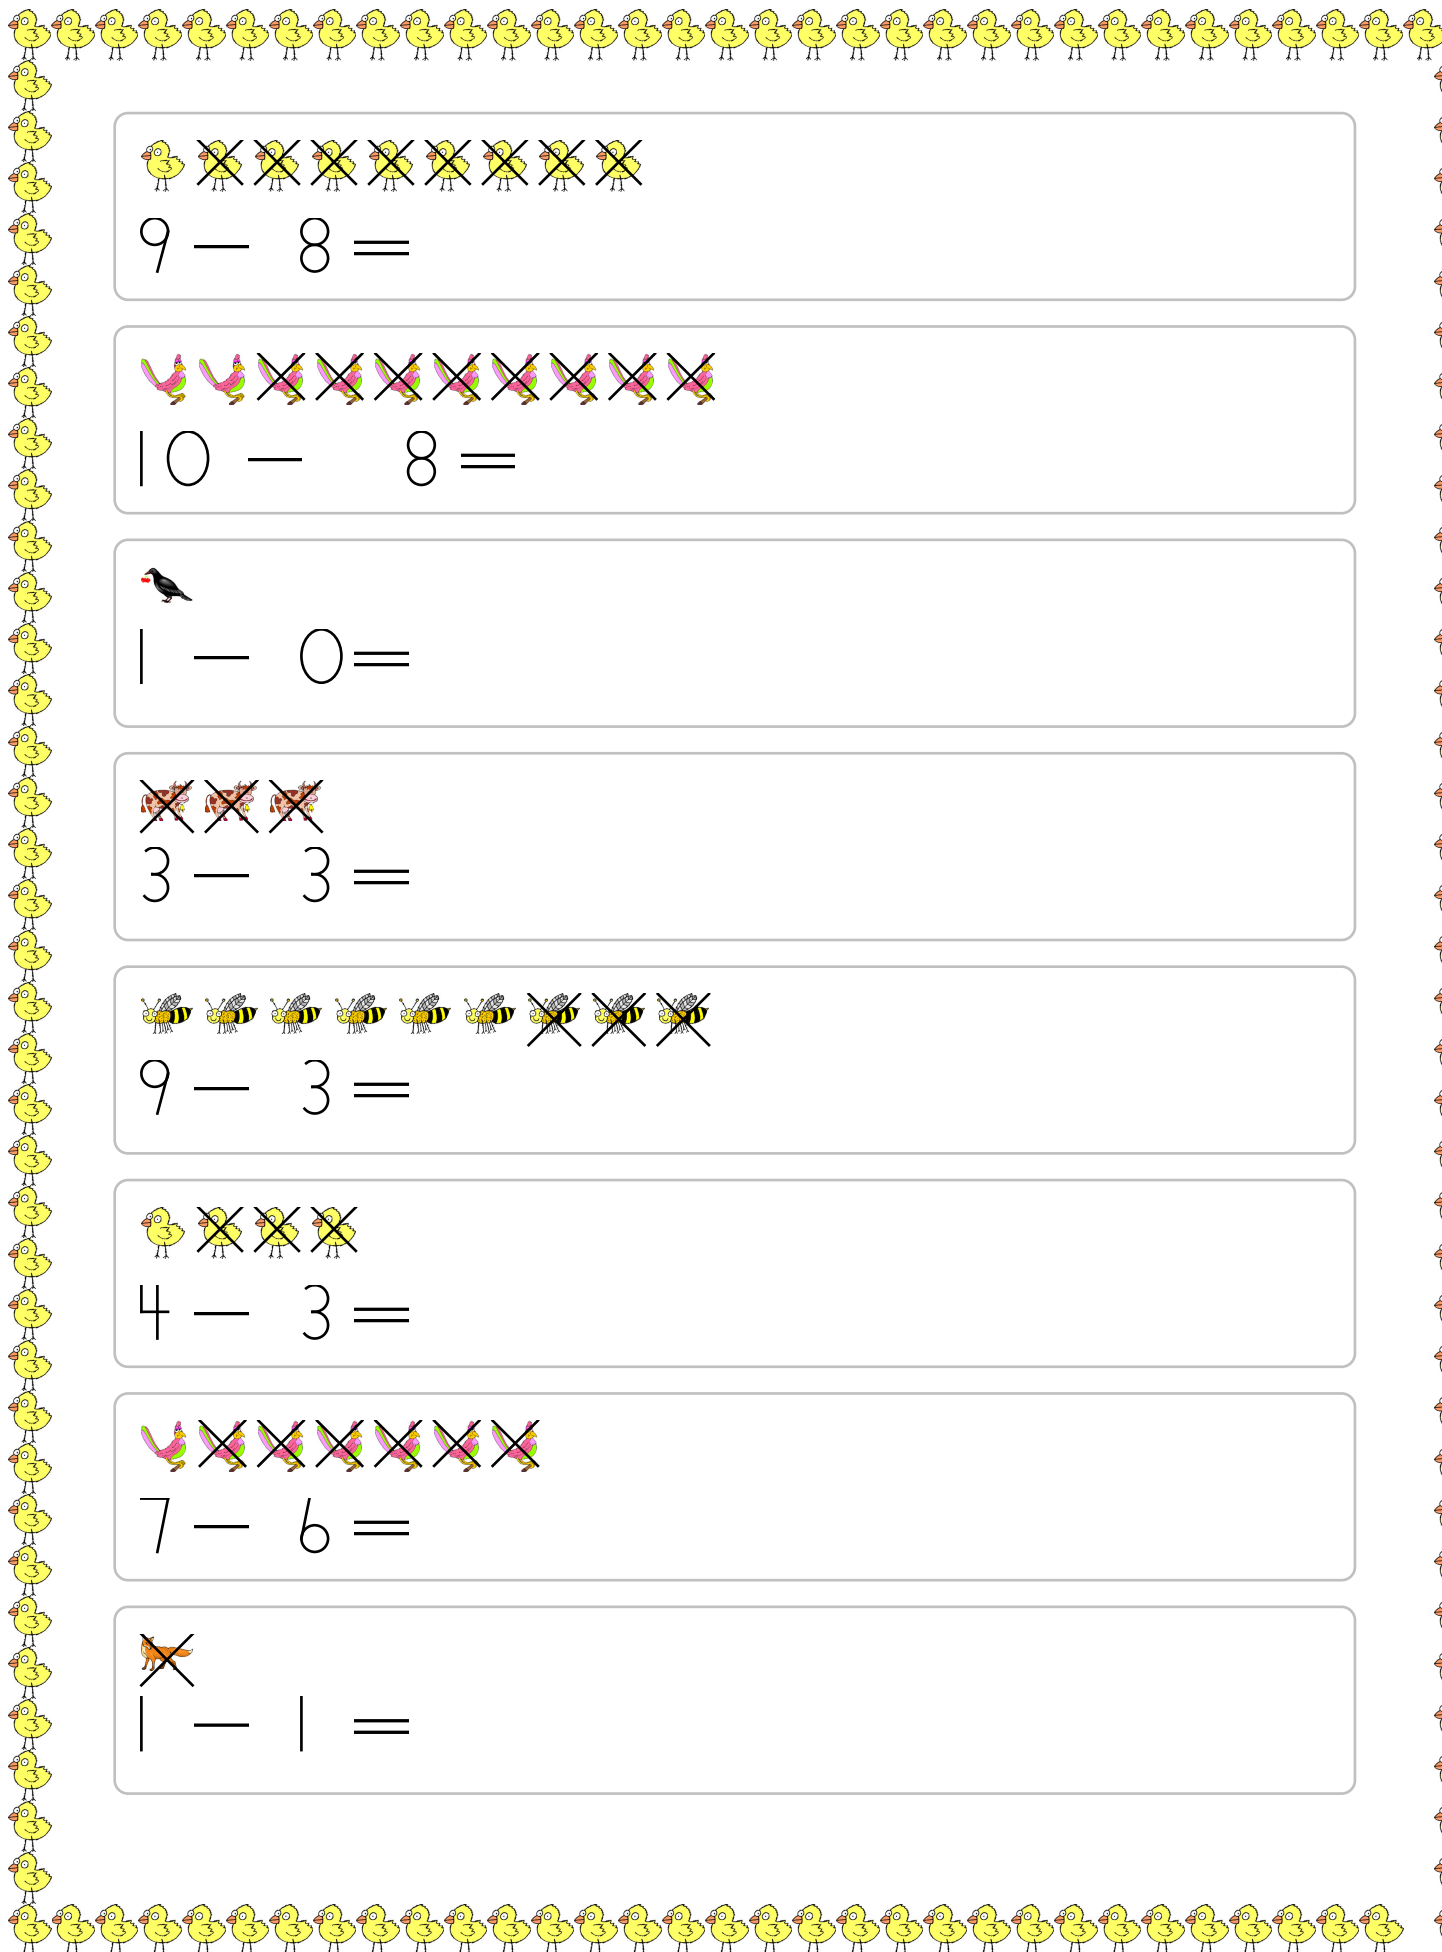 9 — 8 =
10 — 8 =
1 — 0 =
3 — 3 =
9 — 3 =
4 — 3 =
7 — 6 =
1 — 1 =